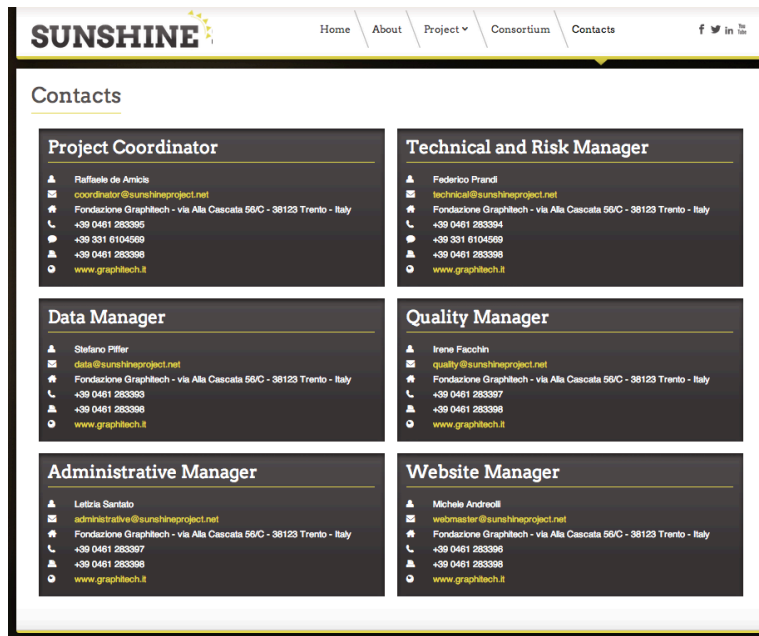 SUNSHINE
Home About Project Consortium Contacts
You
Tube
Contacts
Project Coordinator
Raffaele de Amicis
coordinator@sunshineproject.net
Fondazione Graphitech - via Alla Cascata 56/C - 38123 Trento - Italy
+39 0461 283395
+39 331 6104569
+39 0461 283398
www.graphitech.it
Technical and Risk Manager
Federico Prandi
technical@sunshineproject.net
Fondazione Graphitech - via Alla Cascata 56/C - 38123 Trento - Italy
+39 0461 283394
+39 331 6104569
+39 0461 283398
www.graphitech.it
Data Manager
Stefano Piffer
data@sunshineproject.net
Fondazione Graphitech - via Alla Cascata 56/C - 38123 Trento - Italy
+39 0461 283393
+39 0461 283398
www.graphitech.it
Quality Manager
Irene Facchin
quality@sunshineproject.net
Fondazione Graphitech - via Alla Cascata 56/C - 38123 Trento - Italy
+39 0461 283397
+39 0461 283398
www.graphitech.it
Administrative Manager
Letizia Santato
administrative@sunshineproject.net
Fondazione Graphitech - via Alla Cascata 56/C - 38123 Trento - Italy
+39 0461 283397
+39 0461 283398
www.graphitech.it
Website Manager
Michele Andreolli
webmaster@sunshineproject.net
Fondazione Graphitech - via Alla Cascata 56/C - 38123 Trento - Italy
+39 0461 283396
+39 0461 283398
www.graphitech.it